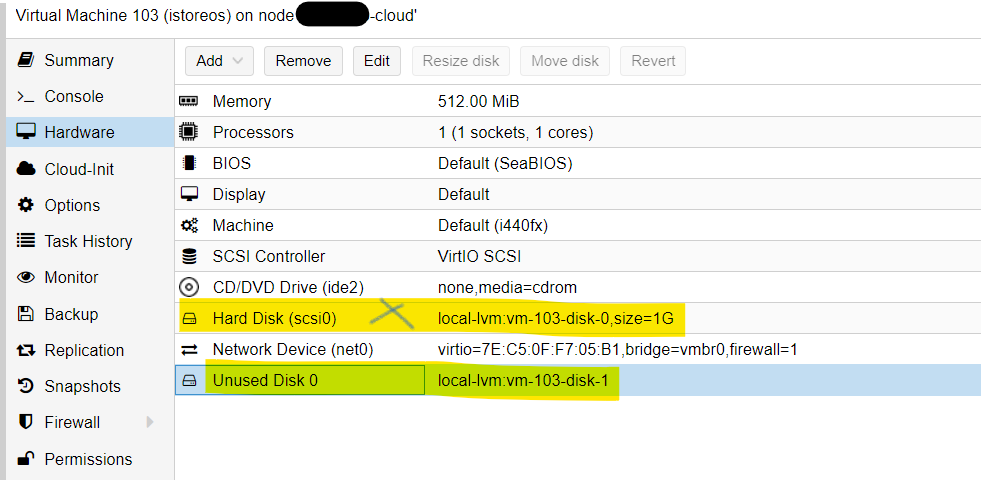 Virtual Machine 103 (istoreos) on node -cloud'
Summary
Console
Hardware
Cloud-Init
Options
Task History
Monitor
Backup
Replication
Snapshots
Firewall
Permissions
Add Remove Edit Resize disk Move disk Revert
Memory 512.00 MiB
Processors 1 (1 sockets, 1 cores)
BIOS Default (SeaBIOS)
Display Default
Machine Default (i440fx)
SCSI Controller VirtIO SCSI
CD/DVD Drive (ide2) none,media=cdrom
Hard Disk (scsi0) local-lvm:vm-103-disk-0,size=1G
Network Device (net0) virtio=7E:C5:0F:F7:05:B1,bridge=vmbr0,firewall=1
Unused Disk 0 local-lvm:vm-103-disk-1